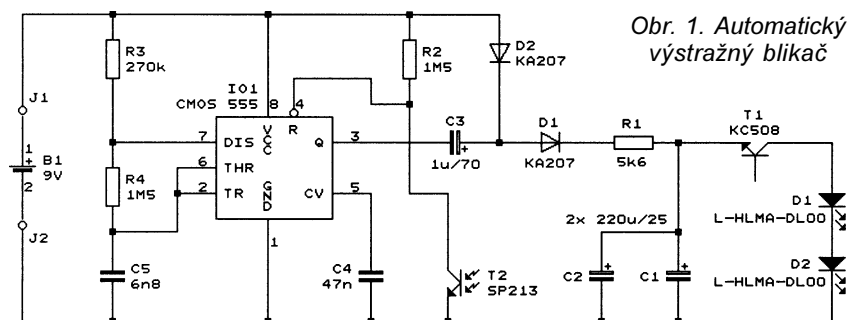 Obr. 1. Automatický
výstražný blikač
R3
270k
R2
1M5
D2
KA207
IO1
CMOS 555
J1
8
4
V
C
C
R
C3
D1
R1
T1
KC508
7
DIS
Q
3
1u/70
KA207
5k6
1
B1
9V
2
R4
1M5
6
THR
2
TR
G
N
D
CV
5
D1
L-HLMA-DL00
J2
1
2x 220u/25
C5
6n8
C4
47n
T2
SP213
C2
C1
D2
L-HLMA-DL00